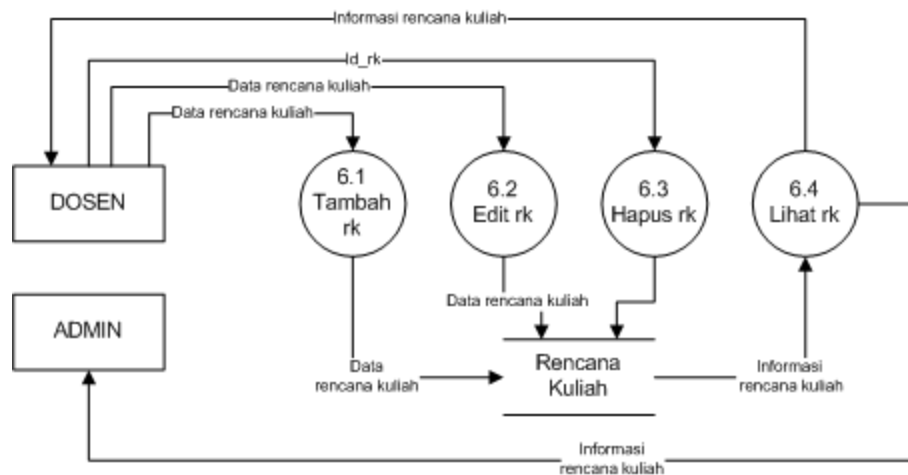 Informasi rencana kuliah
Id_rk
Data rencana kuliah
Data rencana kuliah
DOSEN
6.1
Tambah
rk
6.2
Edit rk
6.3
Hapus rk
6.4
Lihat rk
ADMIN
Data rencana kuliah
Data
rencana kuliah
Rencana
Kuliah
Informasi
rencana kuliah
Informasi
rencana kuliah